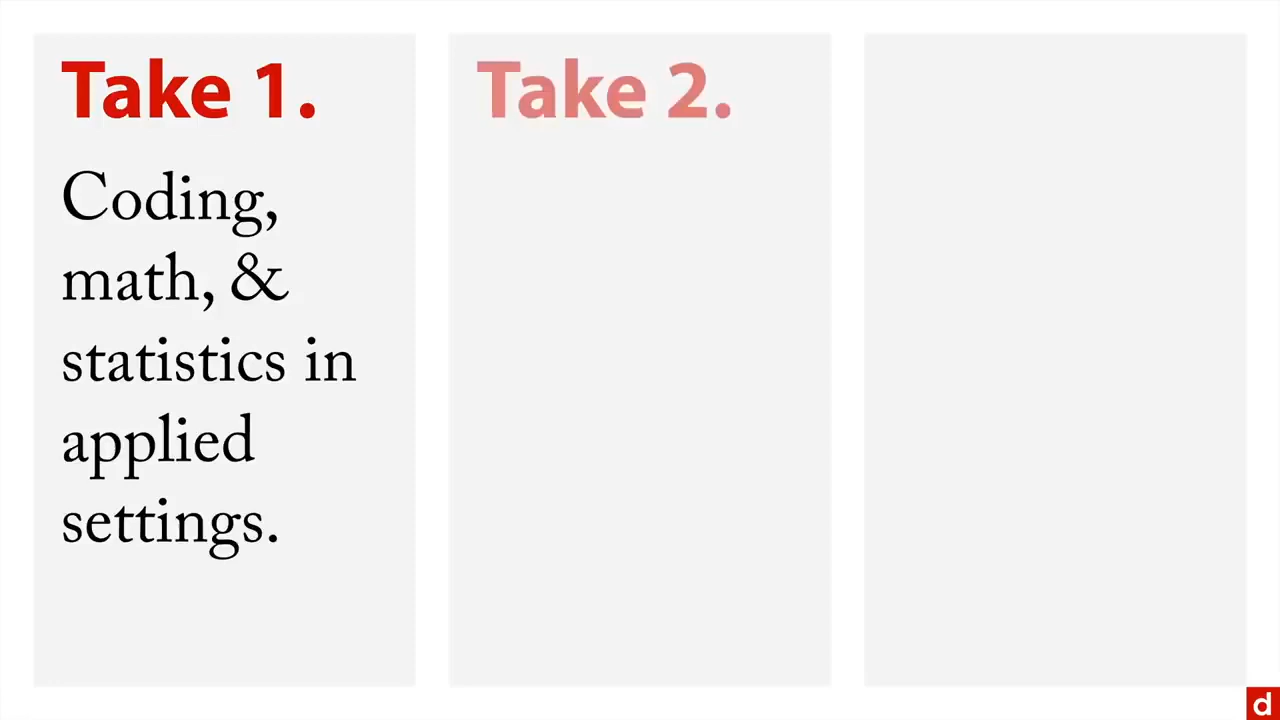 Take 1.
Coding,
math, &
statistics in
applied
settings.
Take 2.
d